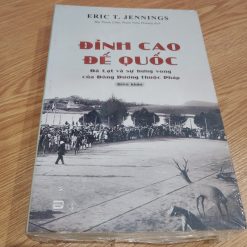 ERIC T. JENNINGS
ĐỈNH CAO
ĐẾ QUỐC
Đà Lạt và sự hưng vong
của Đông Dương thuộc Pháp